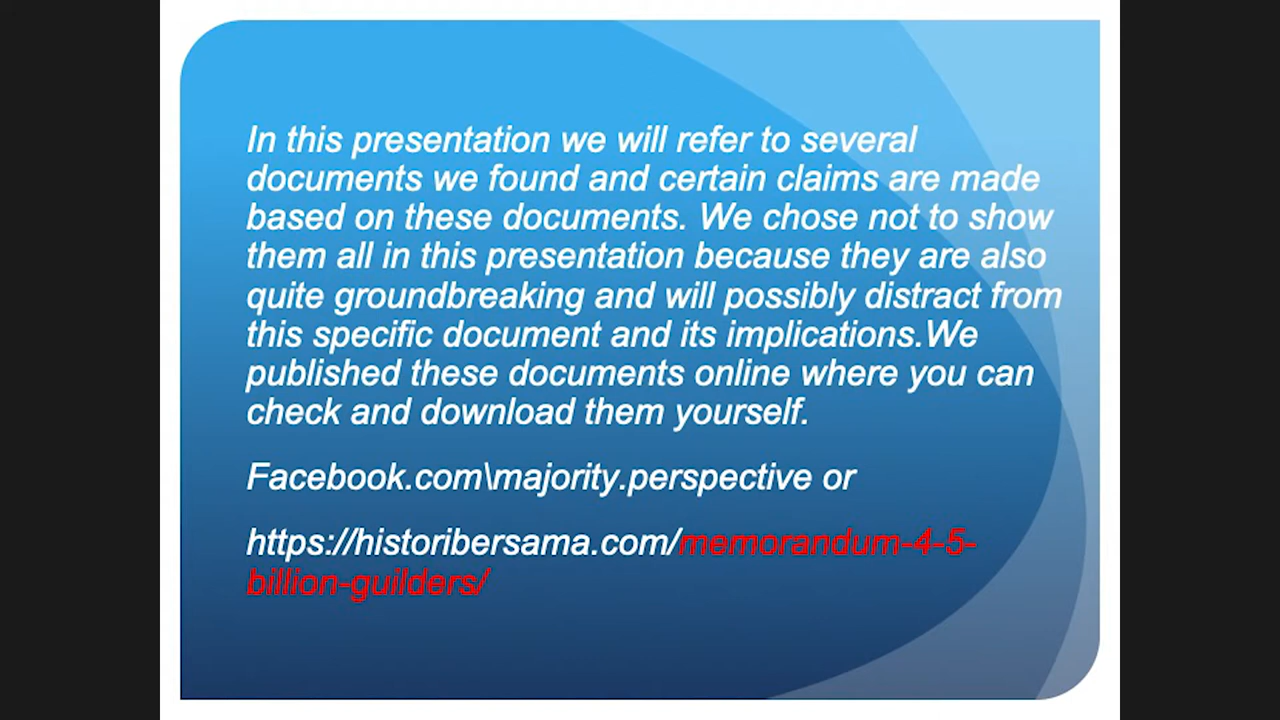 In this presentation we will refer to several
documents we found and certain claims are made
based on these documents. We chose not to show
them all in this presentation because they are also
quite groundbreaking and will possibly distract from
this specific document and its implications.We
published these documents online where you can
check and download them yourself.
Facebook.com\majority.perspective or
https://historibersama.com/memorandum-4-5-
billion-guilders/